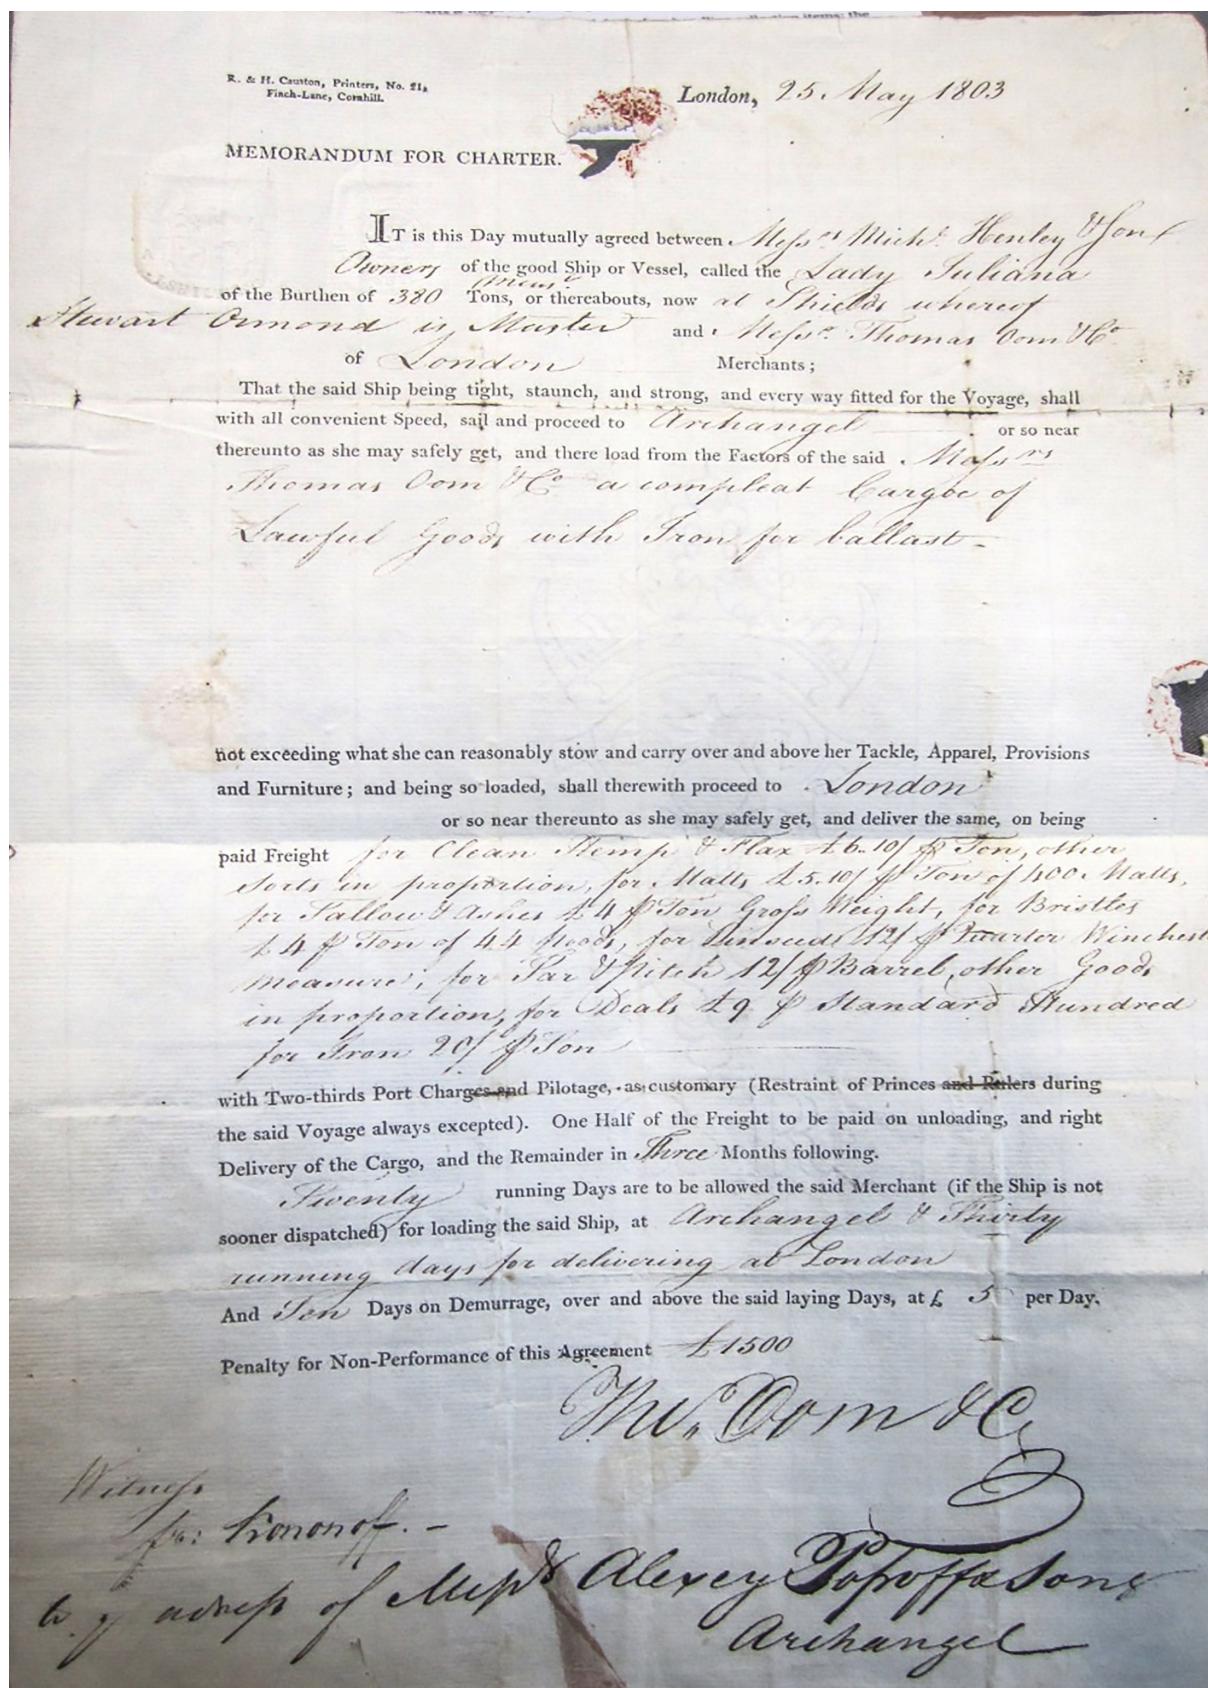 R. & H. Causton, Printers, No. 21,
Finch-Lane, Cornhill.
London, 25 May 1803
MEMORANDUM FOR CHARTER.
IT is this Day mutually agreed between Messrs Michl. Henley & Son
Owners of the good Ship or Vessel, called the Lady Juliana
of the Burthen of 380 Tons, or thereabouts, now at Shields whereof
Stewart Ormond is Master and Messrs Thomas Oom & Co
of London Merchants;
That the said Ship being tight, staunch, and strong, and every way fitted for the Voyage, shall
with all convenient Speed, sail and proceed to Archangel or so near
thereunto as she may safely get, and there load from the Factors of the said Messrs
Thomas Oom & Co a compleat Cargoe of
Lawful Goods with Iron for ballast -
not exceeding what she can reasonably stow and carry over and above her Tackle, Apparel, Provisions
and Furniture; and being so loaded, shall therewith proceed to London
or so near thereunto as she may safely get, and deliver the same, on being
paid Freight for Clean Hemp & Flax £6..10/ ⅌ Ton, other
sorts in proportion, for Matts £5.10/ ⅌ Ton of 400 Matts,
for Tallow & Ashes £4 ⅌ Ton Gross Weight, for Bristles
£4 ⅌ Ton of 44 Poods, for Linseed 12/ ⅌ Quarter Winchest
measure, for Tar & Pitch 12/ ⅌ Barrel, other Goods
in proportion, for Deals £9 ⅌ Standard Hundred
for Iron 20/ ⅌ Ton
with Two-thirds Port Charges and Pilotage, as customary (Restraint of Princes and Rulers during
the said Voyage always excepted). One Half of the Freight to be paid on unloading, and right
Delivery of the Cargo, and the Remainder in Three Months following.
Twenty running Days are to be allowed the said Merchant (if the Ship is not
sooner dispatched) for loading the said Ship, at Archangel & Thirty
running days for delivering at London
And Ten Days on Demurrage, over and above the said laying Days, at £ 5 per Day.
Penalty for Non-Performance of this Agreement £1500
Thos. Oom & Co
Witness
Kononoff. -
adress of Messrs Alexey Popoff & Sons
Archangel